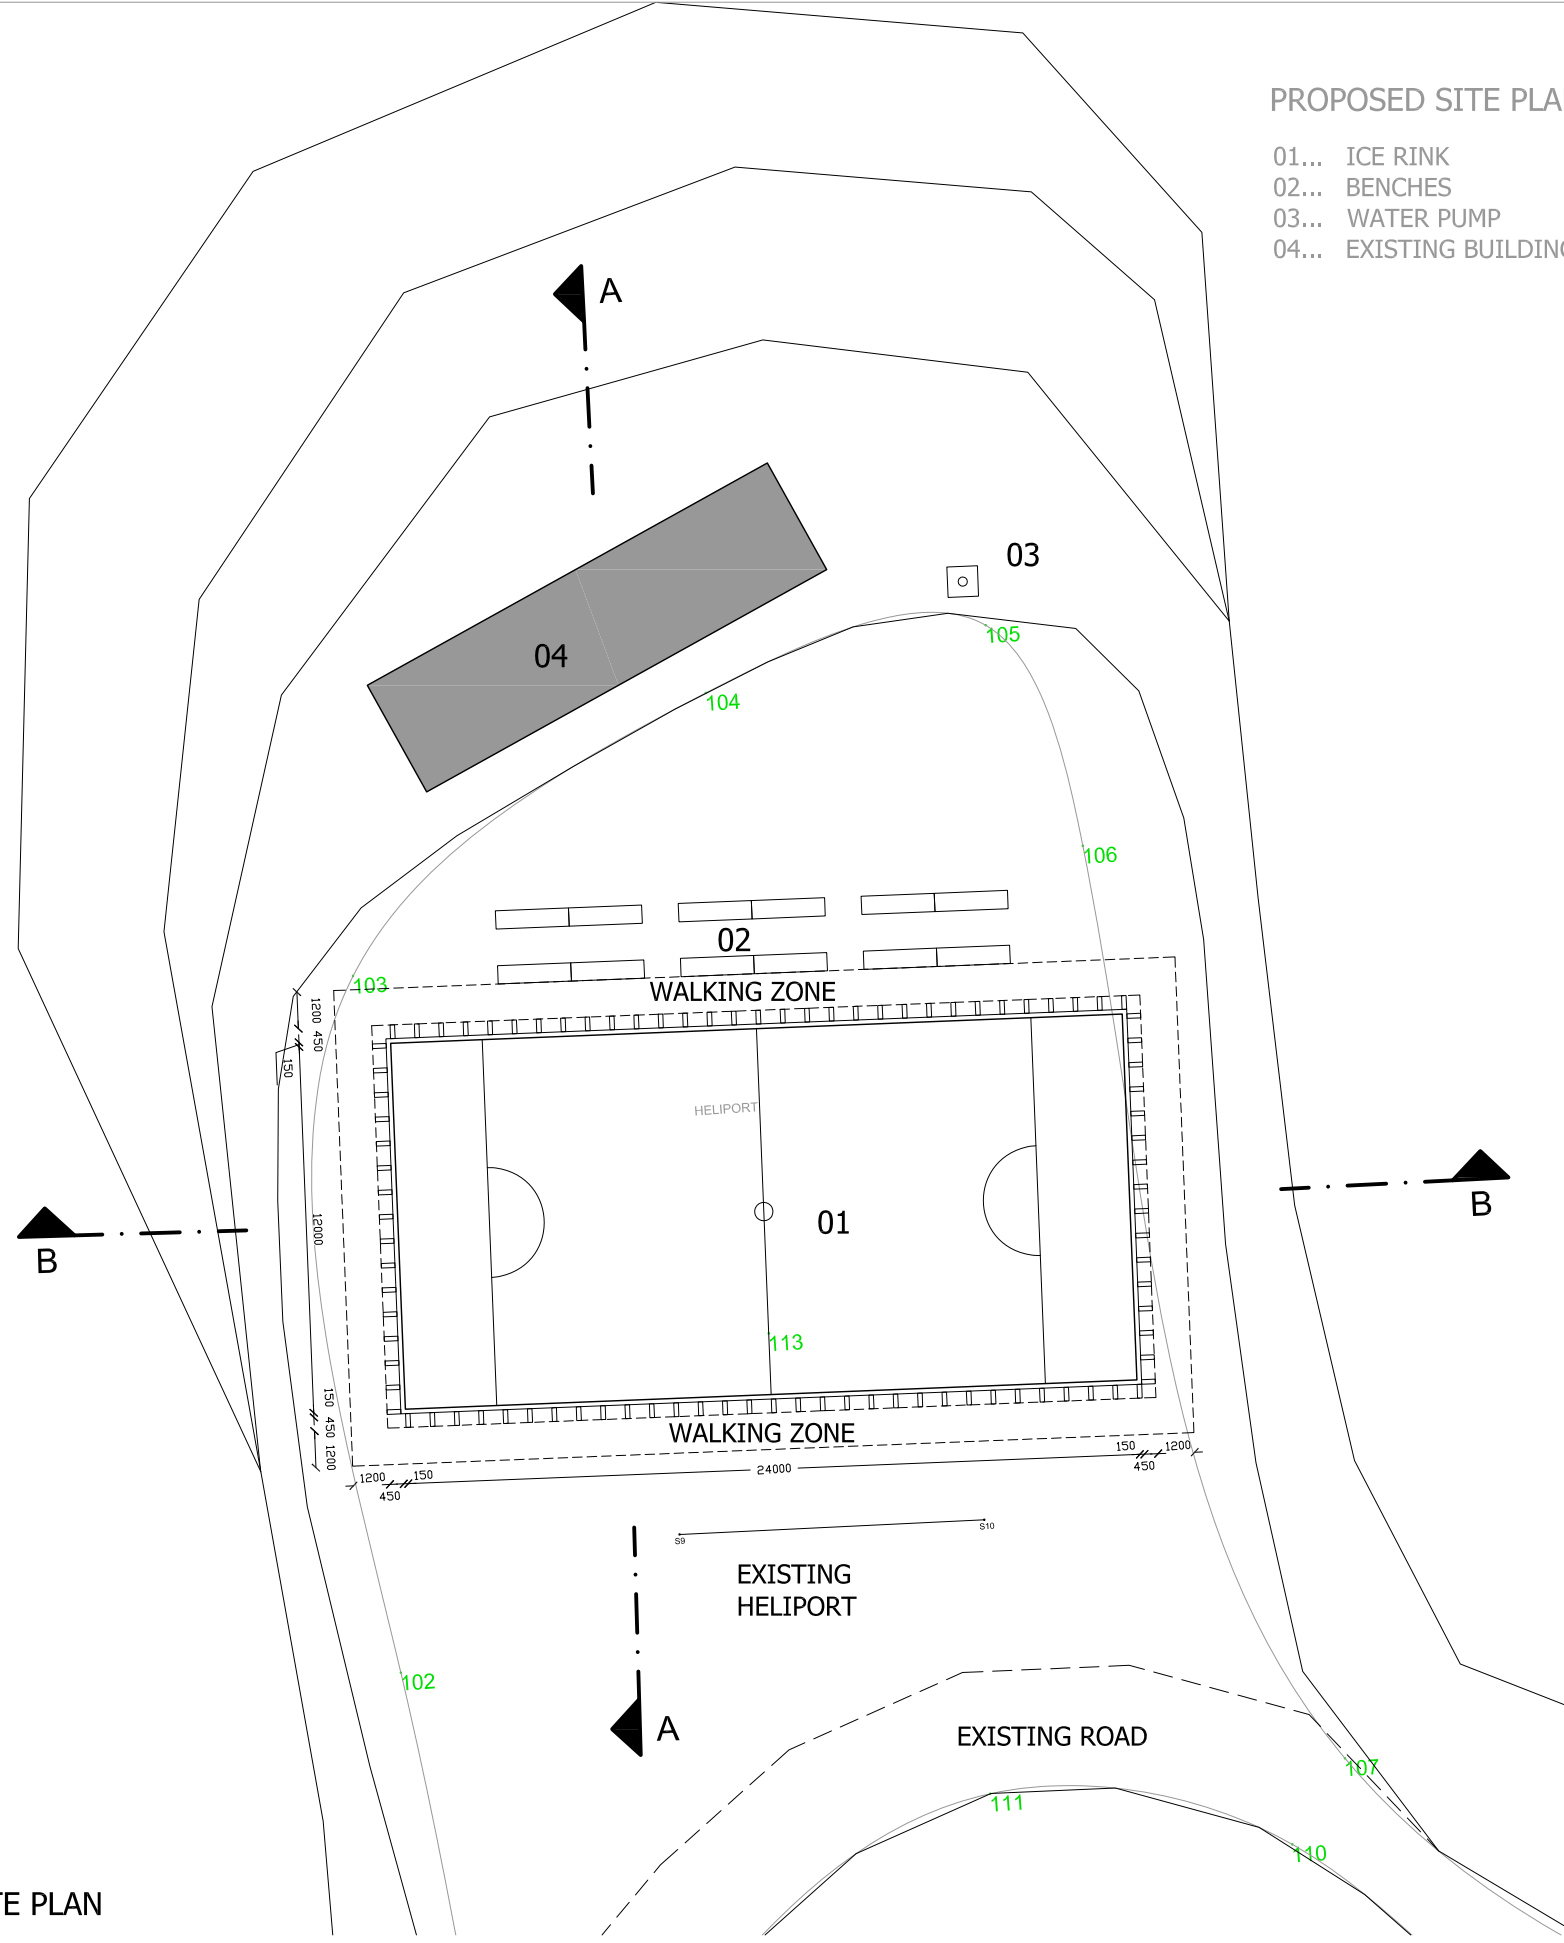 PROPOSED SITE PLA
01... ICE RINK
02... BENCHES
03... WATER PUMP
04... EXISTING BUILDING
A
03
105
04
104
106
02
103
WALKING ZONE
1200 450
150
HELIPORT
B
B
01
12000
113
150 450 1200
WALKING ZONE
1200 150 24000 150 1200
450 450
S9 S10
EXISTING
HELIPORT
102
A
EXISTING ROAD
107
111
110
TE PLAN